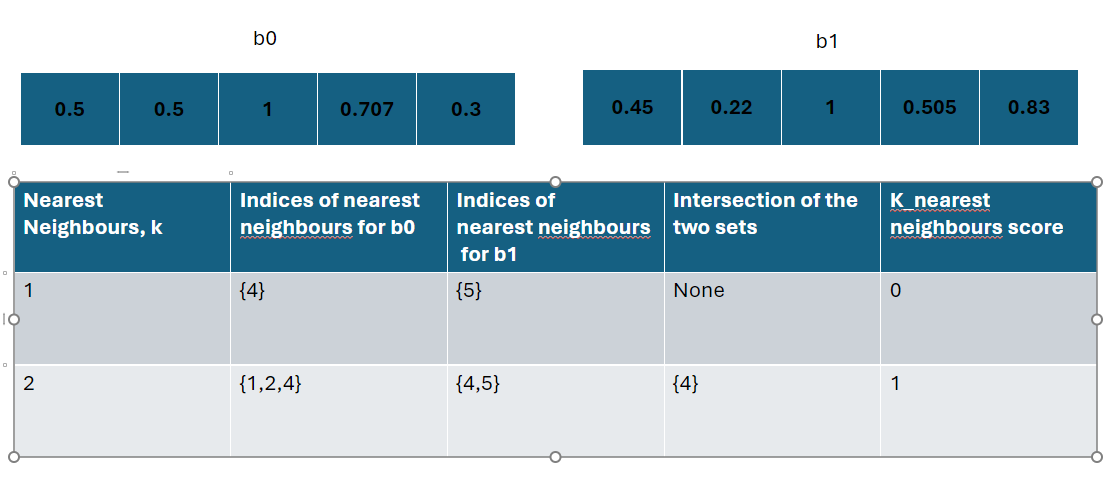 b0
b1
0.5 0.5 1 0.707 0.3
0.45 0.22 1 0.505 0.83
Nearest
Neighbours, k
Indices of nearest
neighbours for b0
Indices of
nearest neighbours
for b1
Intersection of the
two sets
K_nearest
neighbours score
1 {4} {5} None 0
2 {1,2,4} {4,5} {4} 1